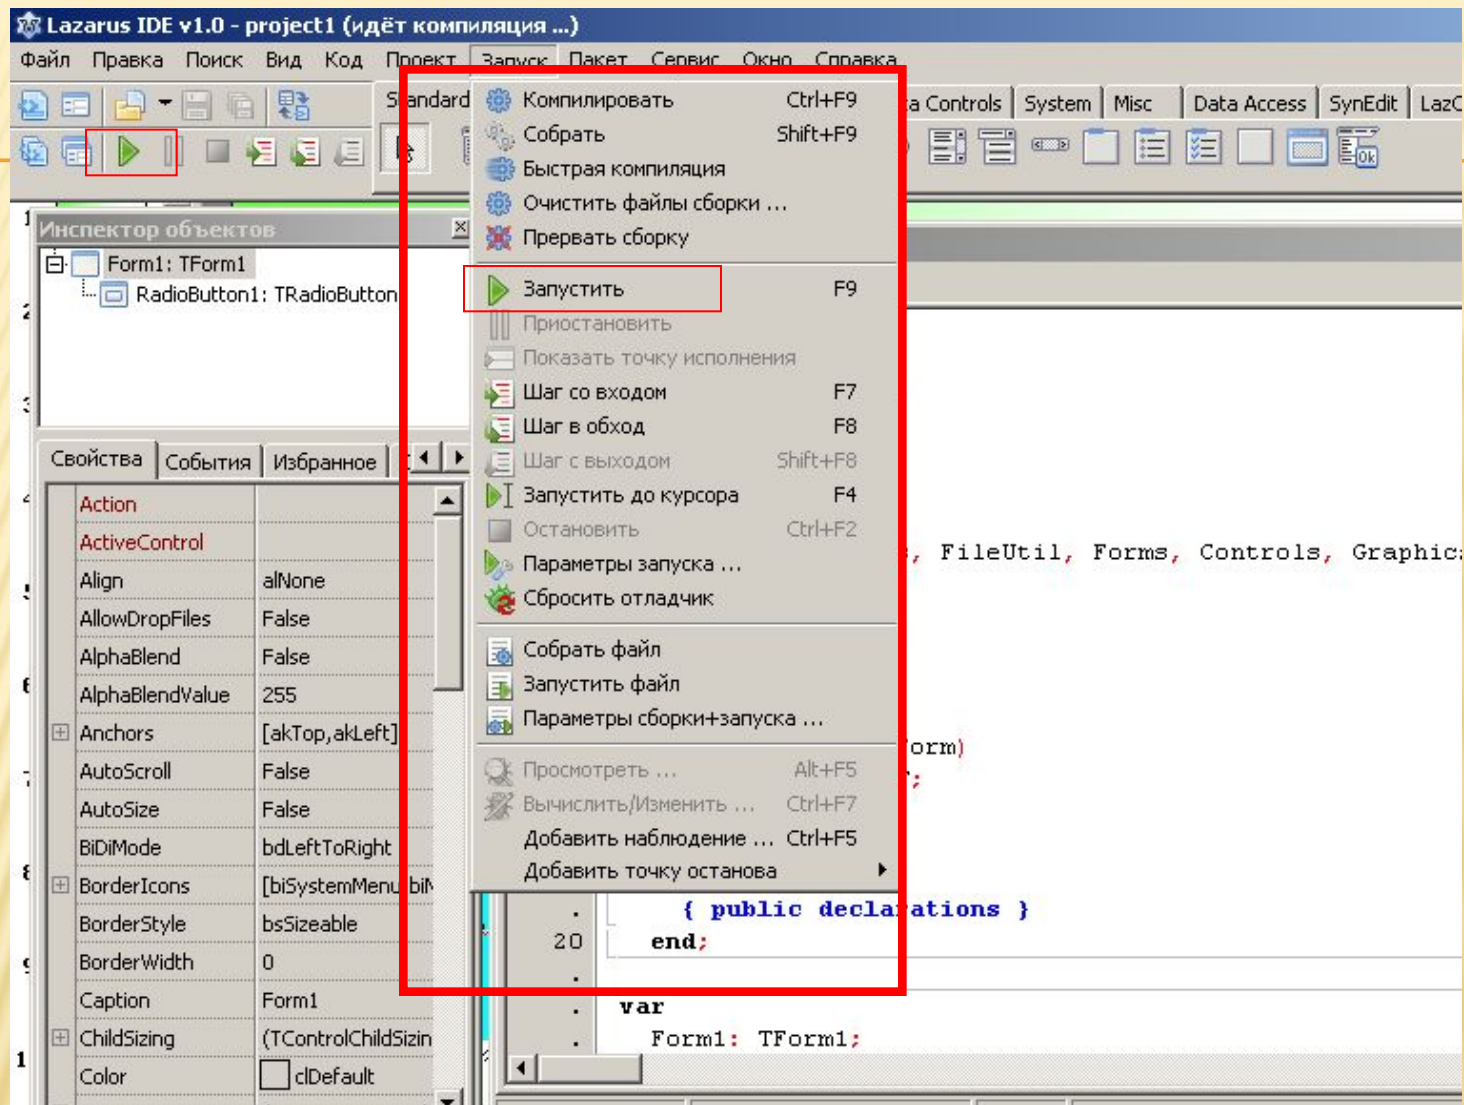 Lazarus IDE v1.0 - project1 (идёт компиляция ...)
Файл Правка Поиск Вид Код Проект Запуск Пакет Сервис Окно Справка
Standard Controls System Misc Data Access SynEdit
Компилировать Ctrl+F9
Собрать Shift+F9
Быстрая компиляция
Очистить файлы сборки ...
Прервать сборку
Запустить F9
Приостановить
Показать точку исполнения
Шаг со входом F7
Шаг в обход F8
Шаг с выходом Shift+F8
Запустить до курсора F4
Остановить Ctrl+F2
Параметры запуска ...
Сбросить отладчик
Собрать файл
Запустить файл
Параметры сборки+запуска ...
Просмотреть ... Alt+F5
Вычислить/Изменить ... Ctrl+F7
Добавить наблюдение ... Ctrl+F5
Добавить точку останова
Инспектор объектов
Form1: TForm1
RadioButton1: TRadioButton
Свойства События Избранное
Action
ActiveControl
Align alNone
AllowDropFiles False
AlphaBlend False
AlphaBlendValue 255
Anchors [akTop,akLeft]
AutoScroll False
AutoSize False
BiDiMode bdLeftToRight
BorderIcons [biSystemMenu,biM
BorderStyle bsSizeable
BorderWidth 0
Caption Form1
ChildSizing (TControlChildSizin
Color clDefault
, FileUtil, Forms, Controls, Graphics
orm)
;
{ public declarations }
20 end;
var
Form1: TForm1;